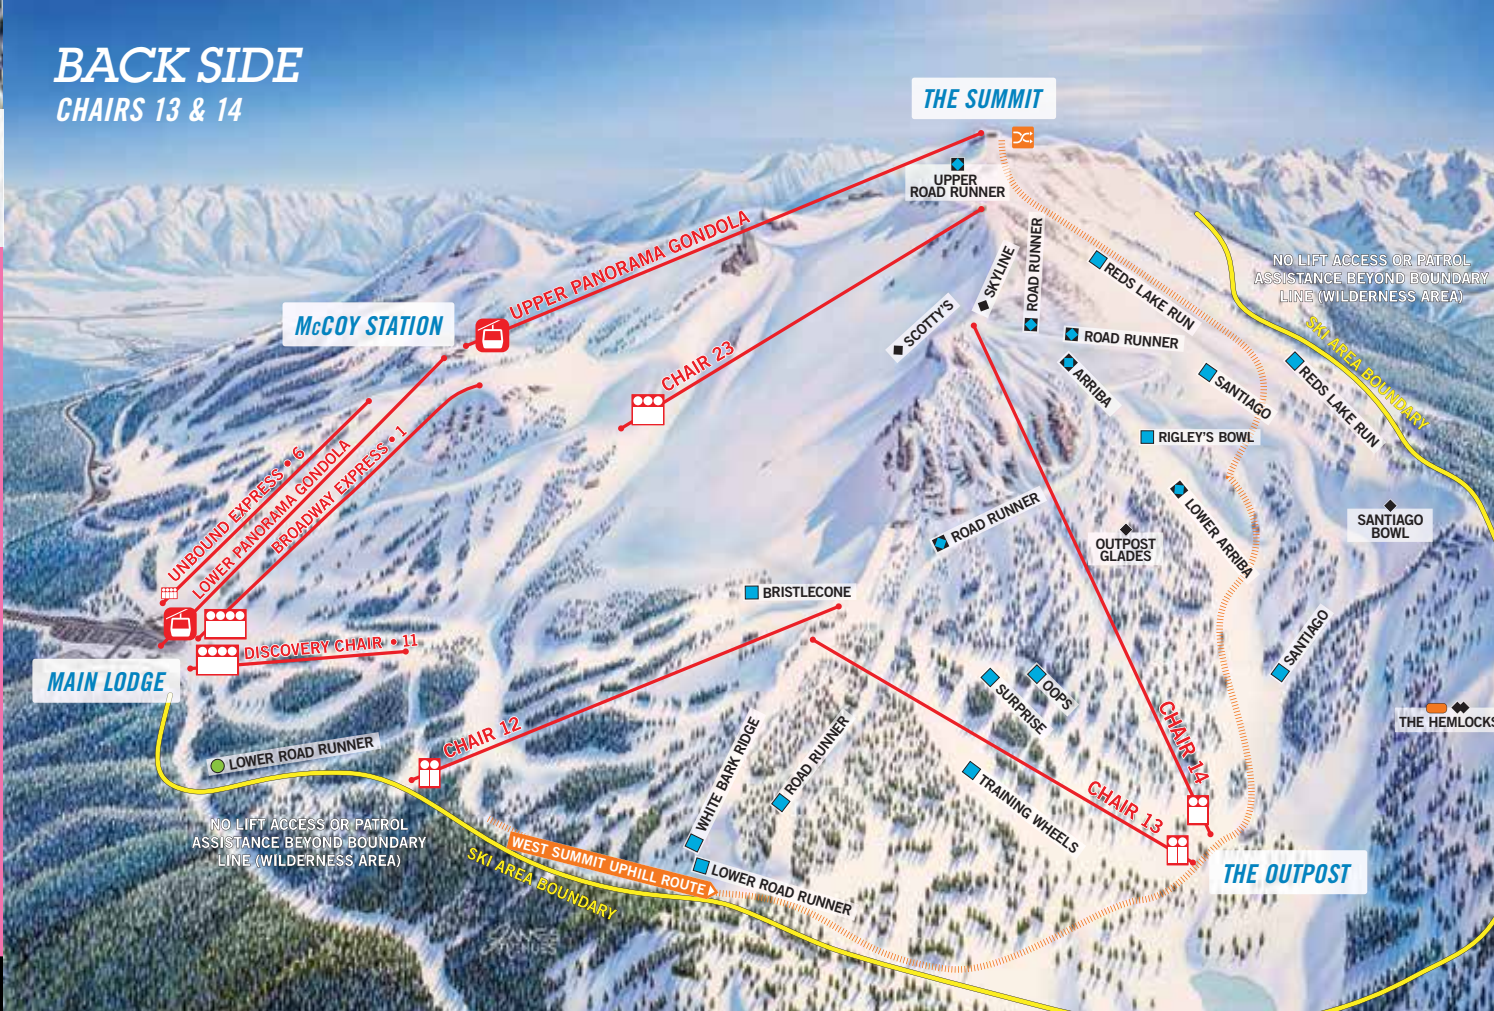 BACK SIDE
CHAIRS 13 & 14
THE SUMMIT
UPPER
ROAD RUNNER
UPPER PANORAMA GONDOLA
McCOY STATION
CHAIR 23
SCOTTY'S
SKYLINE
ROAD RUNNER
REDS LAKE RUN
NO LIFT ACCESS OR PATROL
ASSISTANCE BEYOND BOUNDARY
LINE (WILDERNESS AREA)
SKI AREA BOUNDARY
ROAD RUNNER
ARRIBA
SANTIAGO
REDS LAKE RUN
RIGLEY'S BOWL
UNBOUND EXPRESS • 6
LOWER PANORAMA GONDOLA
BROADWAY EXPRESS • 1
ROAD RUNNER
OUTPOST
GLADES
LOWER ARRIBA
SANTIAGO
BOWL
BRISTLECONE
DISCOVERY CHAIR • 11
MAIN LODGE
SANTIAGO
SURPRISE
OOPS
THE HEMLOCKS
CHAIR 12
LOWER ROAD RUNNER
WHITE BARK RIDGE
ROAD RUNNER
TRAINING WHEELS
CHAIR 13
CHAIR 14
NO LIFT ACCESS OR PATROL
ASSISTANCE BEYOND BOUNDARY
LINE (WILDERNESS AREA)
WEST SUMMIT UPHILL ROUTE
SKI AREA BOUNDARY
LOWER ROAD RUNNER
THE OUTPOST